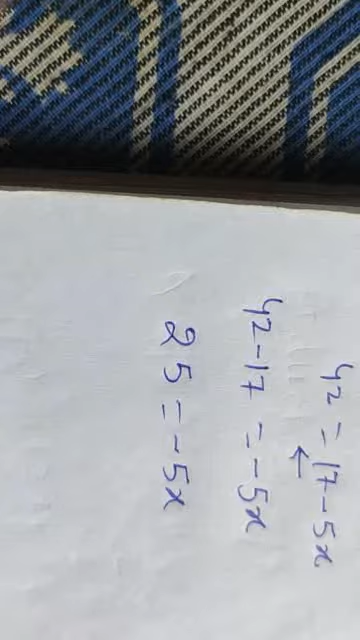 42 = 17 - 5x
←
42 - 17 = -5x
25 = -5x